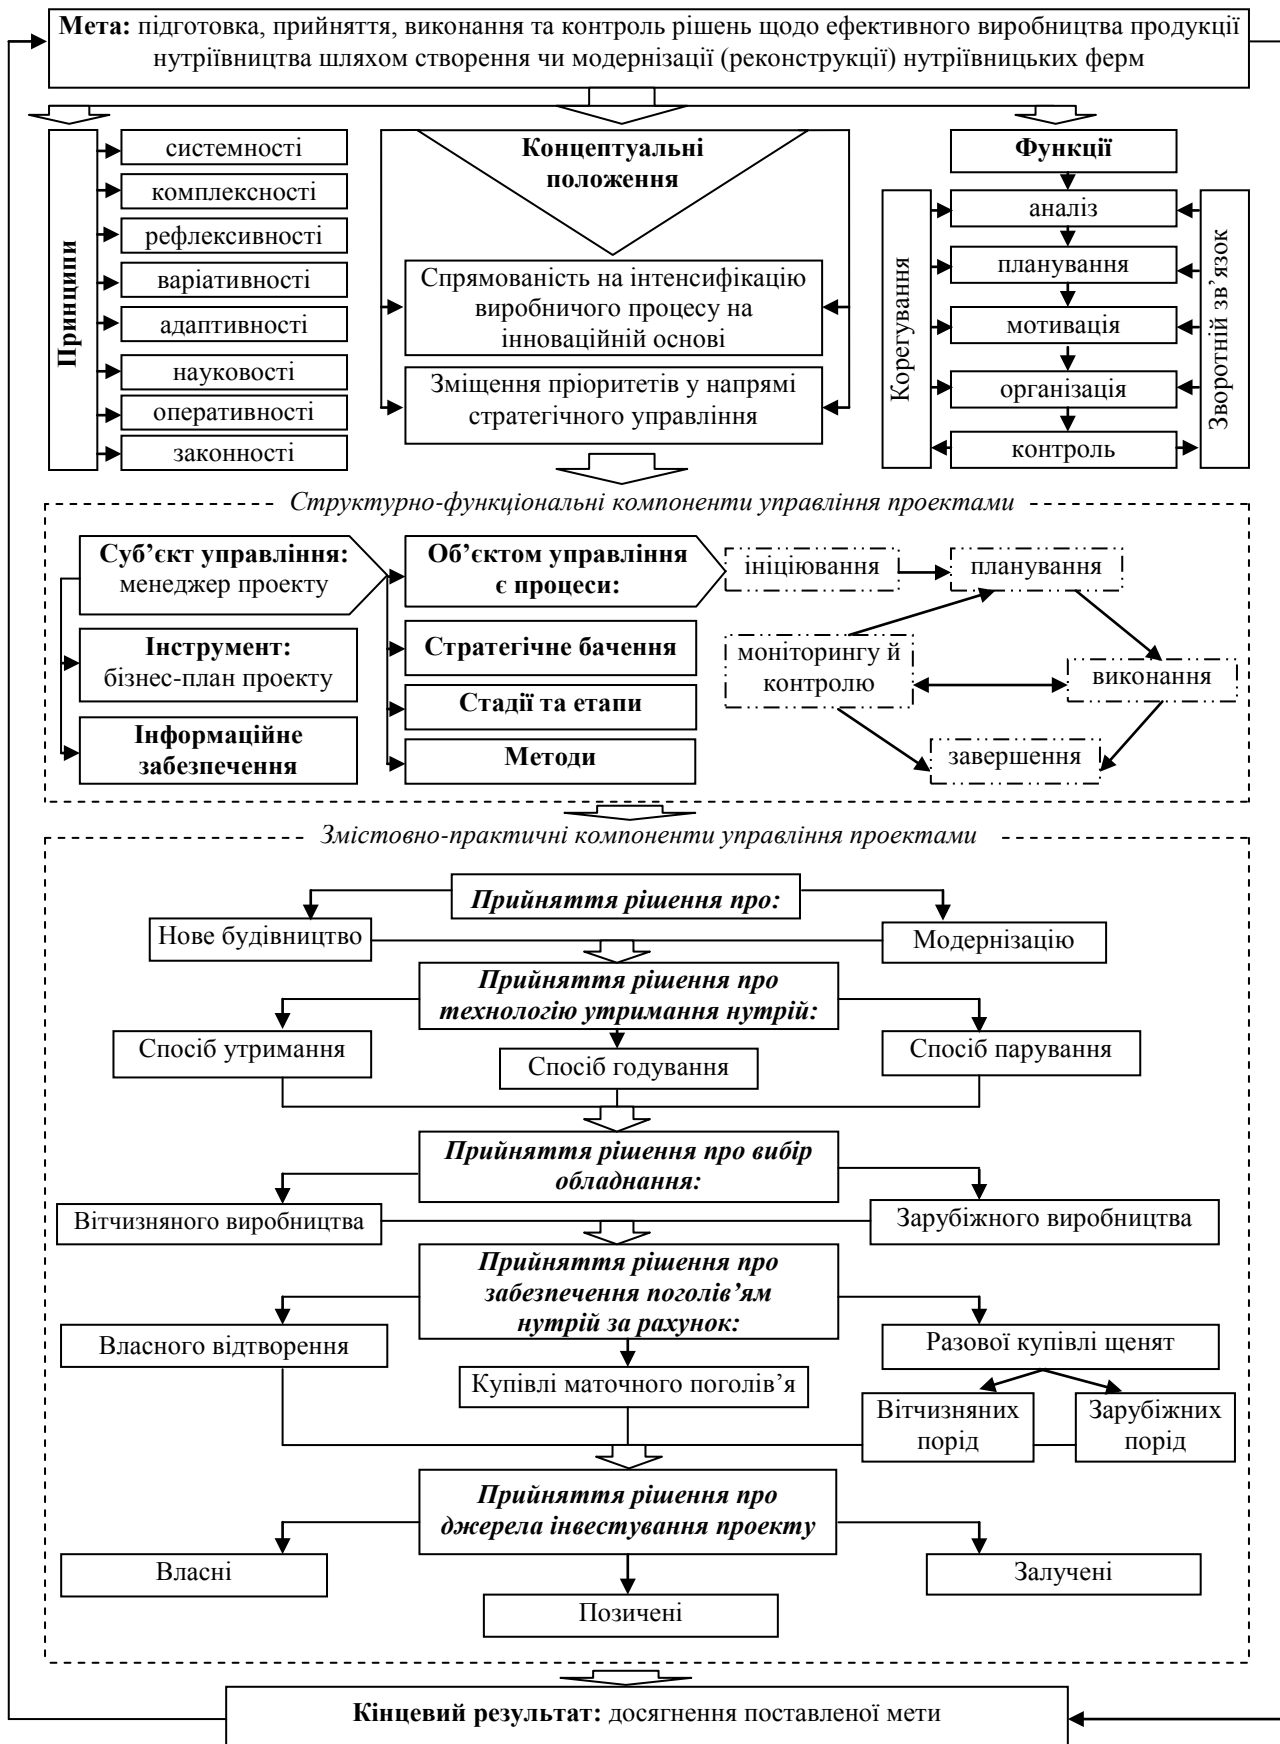 Мета: підготовка, прийняття, виконання та контроль рішень щодо ефективного виробництва продукції
нутріївництва шляхом створення чи модернізації (реконструкції) нутріївницьких ферм
Принципи
системності
комплексності
рефлексивності
варіативності
адаптивності
науковості
оперативності
законності
Концептуальні
положення
Спрямованість на інтенсифікацію
виробничого процесу на
інноваційній основі
Зміщення пріоритетів у напрямі
стратегічного управління
Функції
Корегування
аналіз
планування
мотивація
організація
контроль
Зворотній зв’язок
Структурно-функціональні компоненти управління проектами
Суб’єкт управління:
менеджер проекту
Інструмент:
бізнес-план проекту
Інформаційне
забезпечення
Об’єктом управління
є процеси:
Стратегічне бачення
Стадії та етапи
Методи
ініціювання
планування
моніторингу й
контролю
виконання
завершення
Змістовно-практичні компоненти управління проектами
Прийняття рішення про:
Нове будівництво
Модернізацію
Прийняття рішення про
технологію утримання нутрій:
Спосіб утримання
Спосіб годування
Спосіб парування
Прийняття рішення про вибір
обладнання:
Вітчизняного виробництва
Зарубіжного виробництва
Прийняття рішення про
забезпечення поголів’ям
нутрій за рахунок:
Власного відтворення
Купівлі маточного поголів’я
Разової купівлі щенят
Вітчизняних
порід
Зарубіжних
порід
Прийняття рішення про
джерела інвестування проекту
Власні
Позичені
Залучені
Кінцевий результат: досягнення поставленої мети